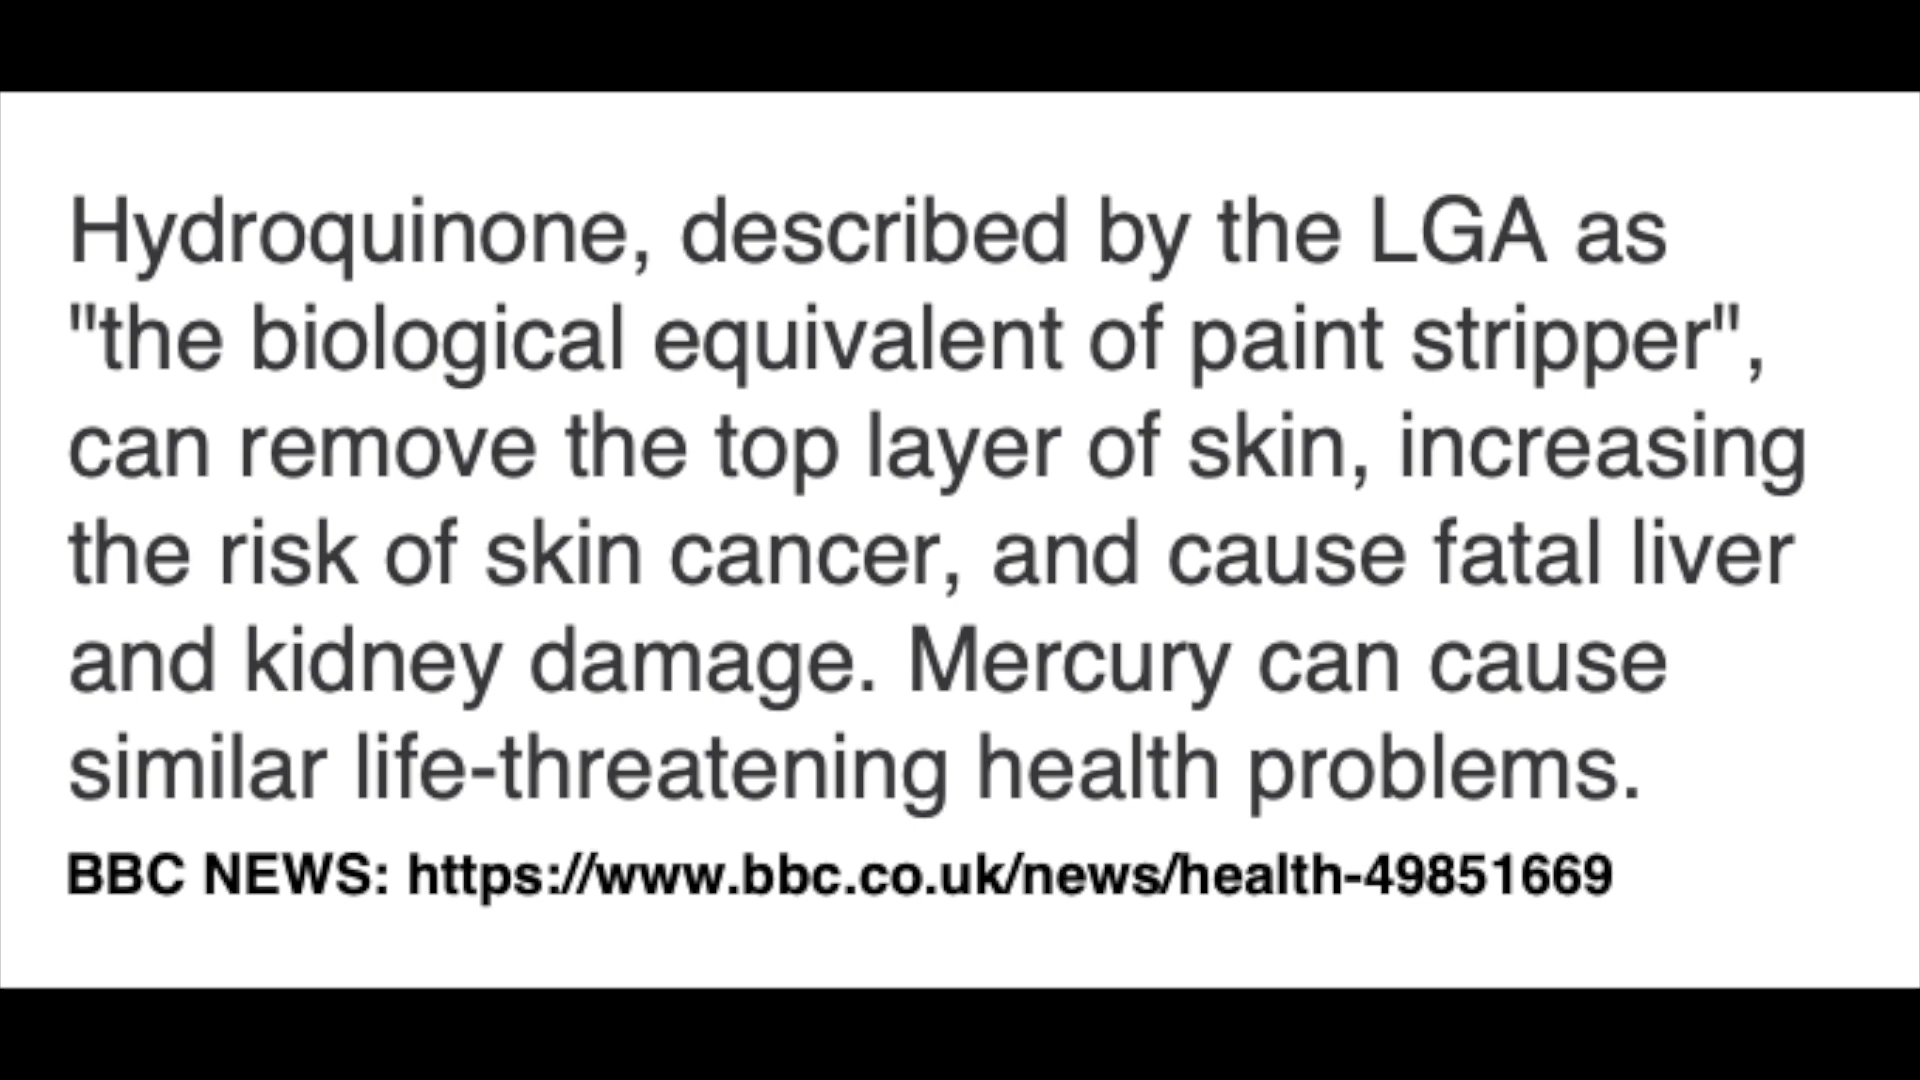 Hydroquinone, described by the LGA as
"the biological equivalent of paint stripper",
can remove the top layer of skin, increasing
the risk of skin cancer, and cause fatal liver
and kidney damage. Mercury can cause
similar life-threatening health problems.
BBC NEWS: https://www.bbc.co.uk/news/health-49851669